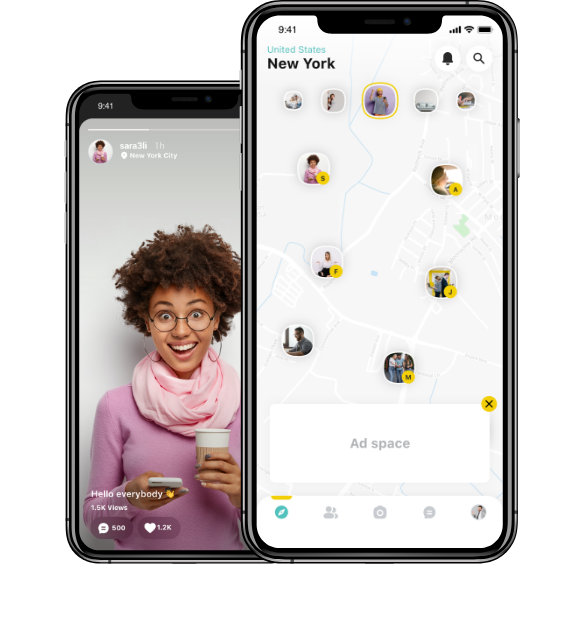 9:41
sara3li 1h
New York City
Hello everybody 👋
1.5K Views
500
1.2K
9:41
United States
New York
S
A
F
J
M
Ad space